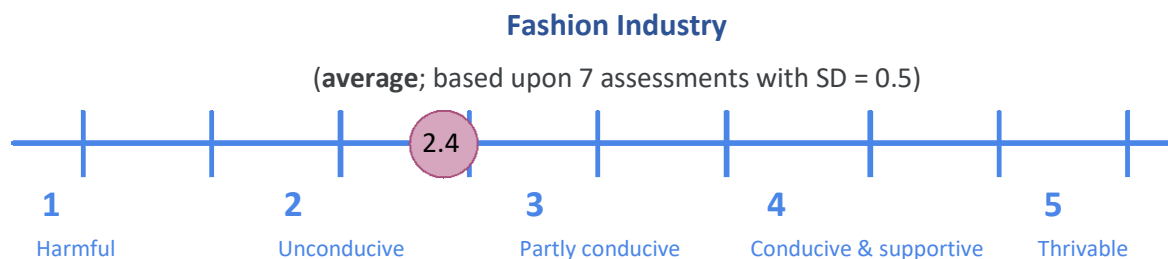 Fashion Industry
(average; based upon 7 assessments with SD = 0.5)
2.4
1 2 3 4 5
Harmful Unconducive Partly conducive Conducive & supportive Thrivable